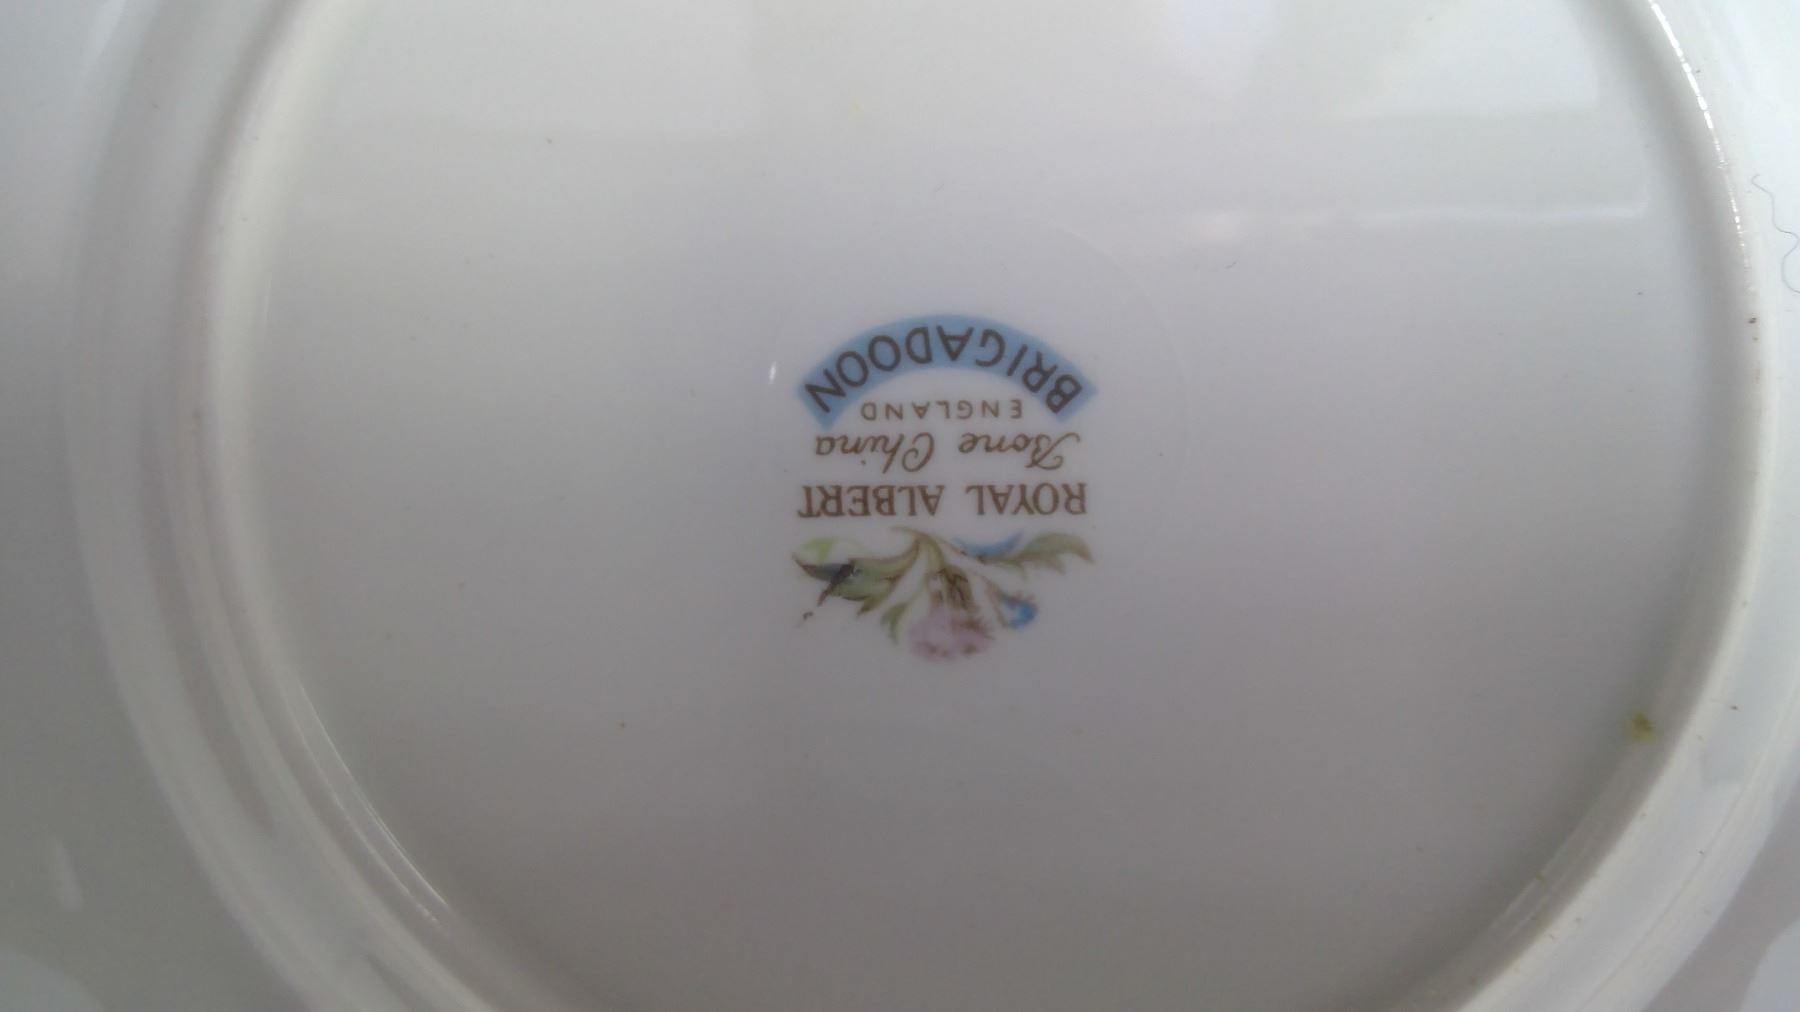 ROYAL ALBERT
Bone China
ENGLAND
BRIGADOON